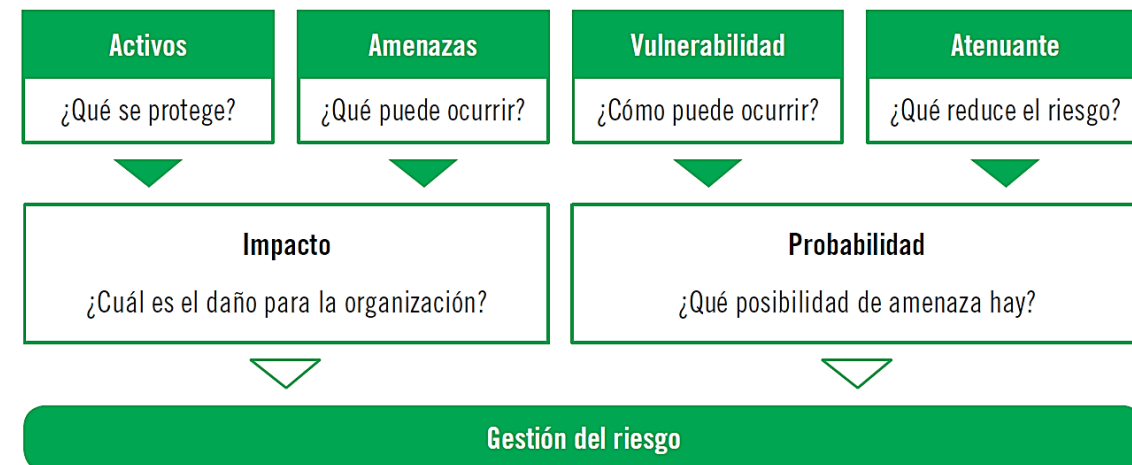 Activos
¿Qué se protege?
Amenazas
¿Qué puede ocurrir?
Vulnerabilidad
¿Cómo puede ocurrir?
Atenuante
¿Qué reduce el riesgo?
Impacto
¿Cuál es el daño para la organización?
Probabilidad
¿Qué posibilidad de amenaza hay?
Gestión del riesgo